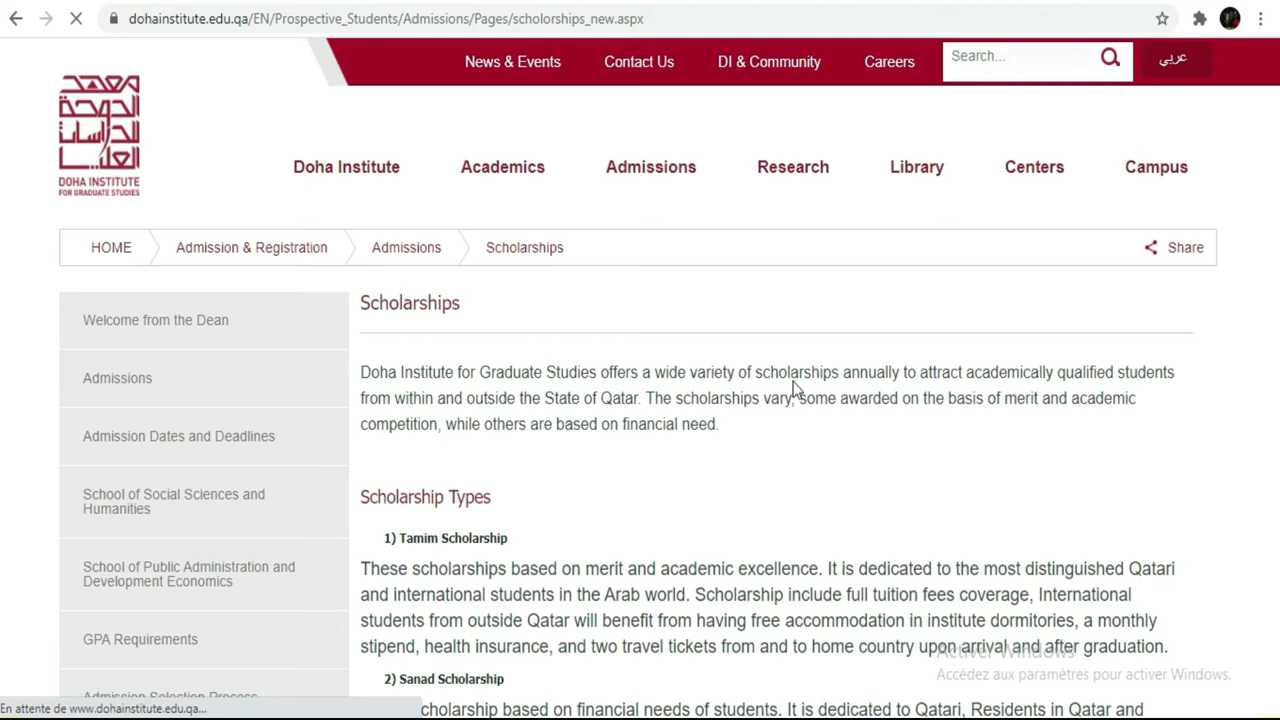 dohainstitute.edu.qa/EN/Prospective_Students/Admissions/Pages/scholorships_new.aspx
News & Events
Contact Us
DI & Community
Careers
Search...
عربي
معهد
الدوحة
للدراسات
العليا
DOHA INSTITUTE
FOR GRADUATE STUDIES
Doha Institute
Academics
Admissions
Research
Library
Centers
Campus
HOME
Admission & Registration
Admissions
Scholarships
Share
Welcome from the Dean
Admissions
Admission Dates and Deadlines
School of Social Sciences and
Humanities
School of Public Administration and
Development Economics
GPA Requirements
Admission Selection Process
Scholarships
Doha Institute for Graduate Studies offers a wide variety of scholarships annually to attract academically qualified students
from within and outside the State of Qatar. The scholarships vary, some awarded on the basis of merit and academic
competition, while others are based on financial need.
Scholarship Types
1) Tamim Scholarship
These scholarships based on merit and academic excellence. It is dedicated to the most distinguished Qatari
and international students in the Arab world. Scholarship include full tuition fees coverage, International
students from outside Qatar will benefit from having free accommodation in institute dormitories, a monthly
stipend, health insurance, and two travel tickets from and to home country upon arrival and after graduation.
2) Sanad Scholarship
cholarship based on financial needs of students. It is dedicated to Qatari, Residents in Qatar and
Activer Windows
Accédez aux paramètres pour activer Windows.
En attente de www.dohainstitute.edu.qa...